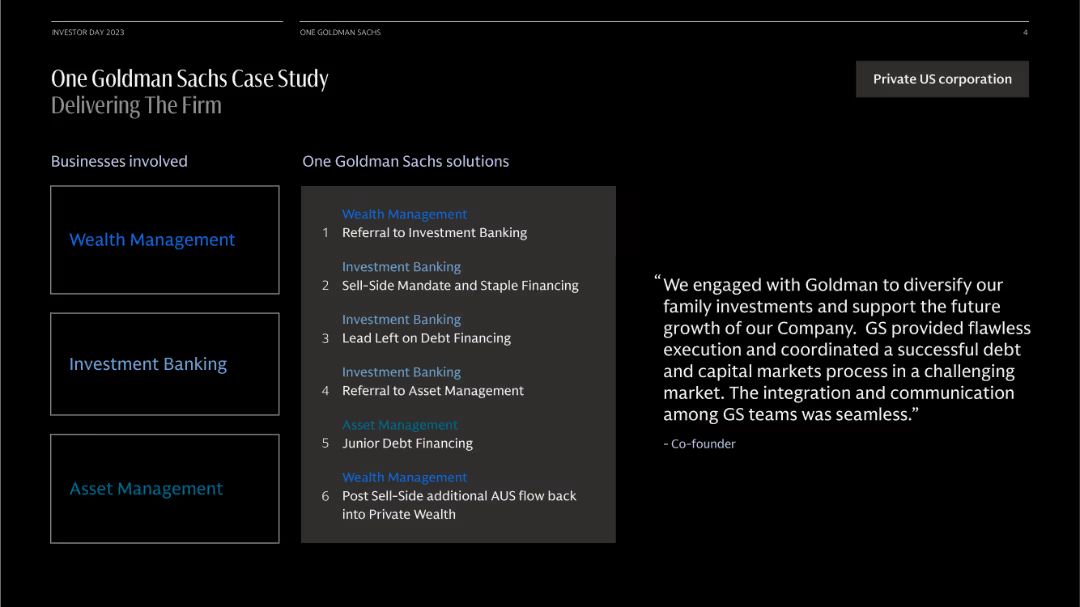 INVESTOR DAY 2023
ONE GOLDMAN SACHS
4
One Goldman Sachs Case Study
Delivering The Firm
Private US corporation
Businesses involved
Wealth Management
Investment Banking
Asset Management
One Goldman Sachs solutions
Wealth Management
1 Referral to Investment Banking
Investment Banking
2 Sell-Side Mandate and Staple Financing
Investment Banking
3 Lead Left on Debt Financing
Investment Banking
4 Referral to Asset Management
Asset Management
5 Junior Debt Financing
Wealth Management
6 Post Sell-Side additional AUS flow back
into Private Wealth
“We engaged with Goldman to diversify our
family investments and support the future
growth of our Company.  GS provided flawless
execution and coordinated a successful debt
and capital markets process in a challenging
market. The integration and communication
among GS teams was seamless.”
- Co-founder